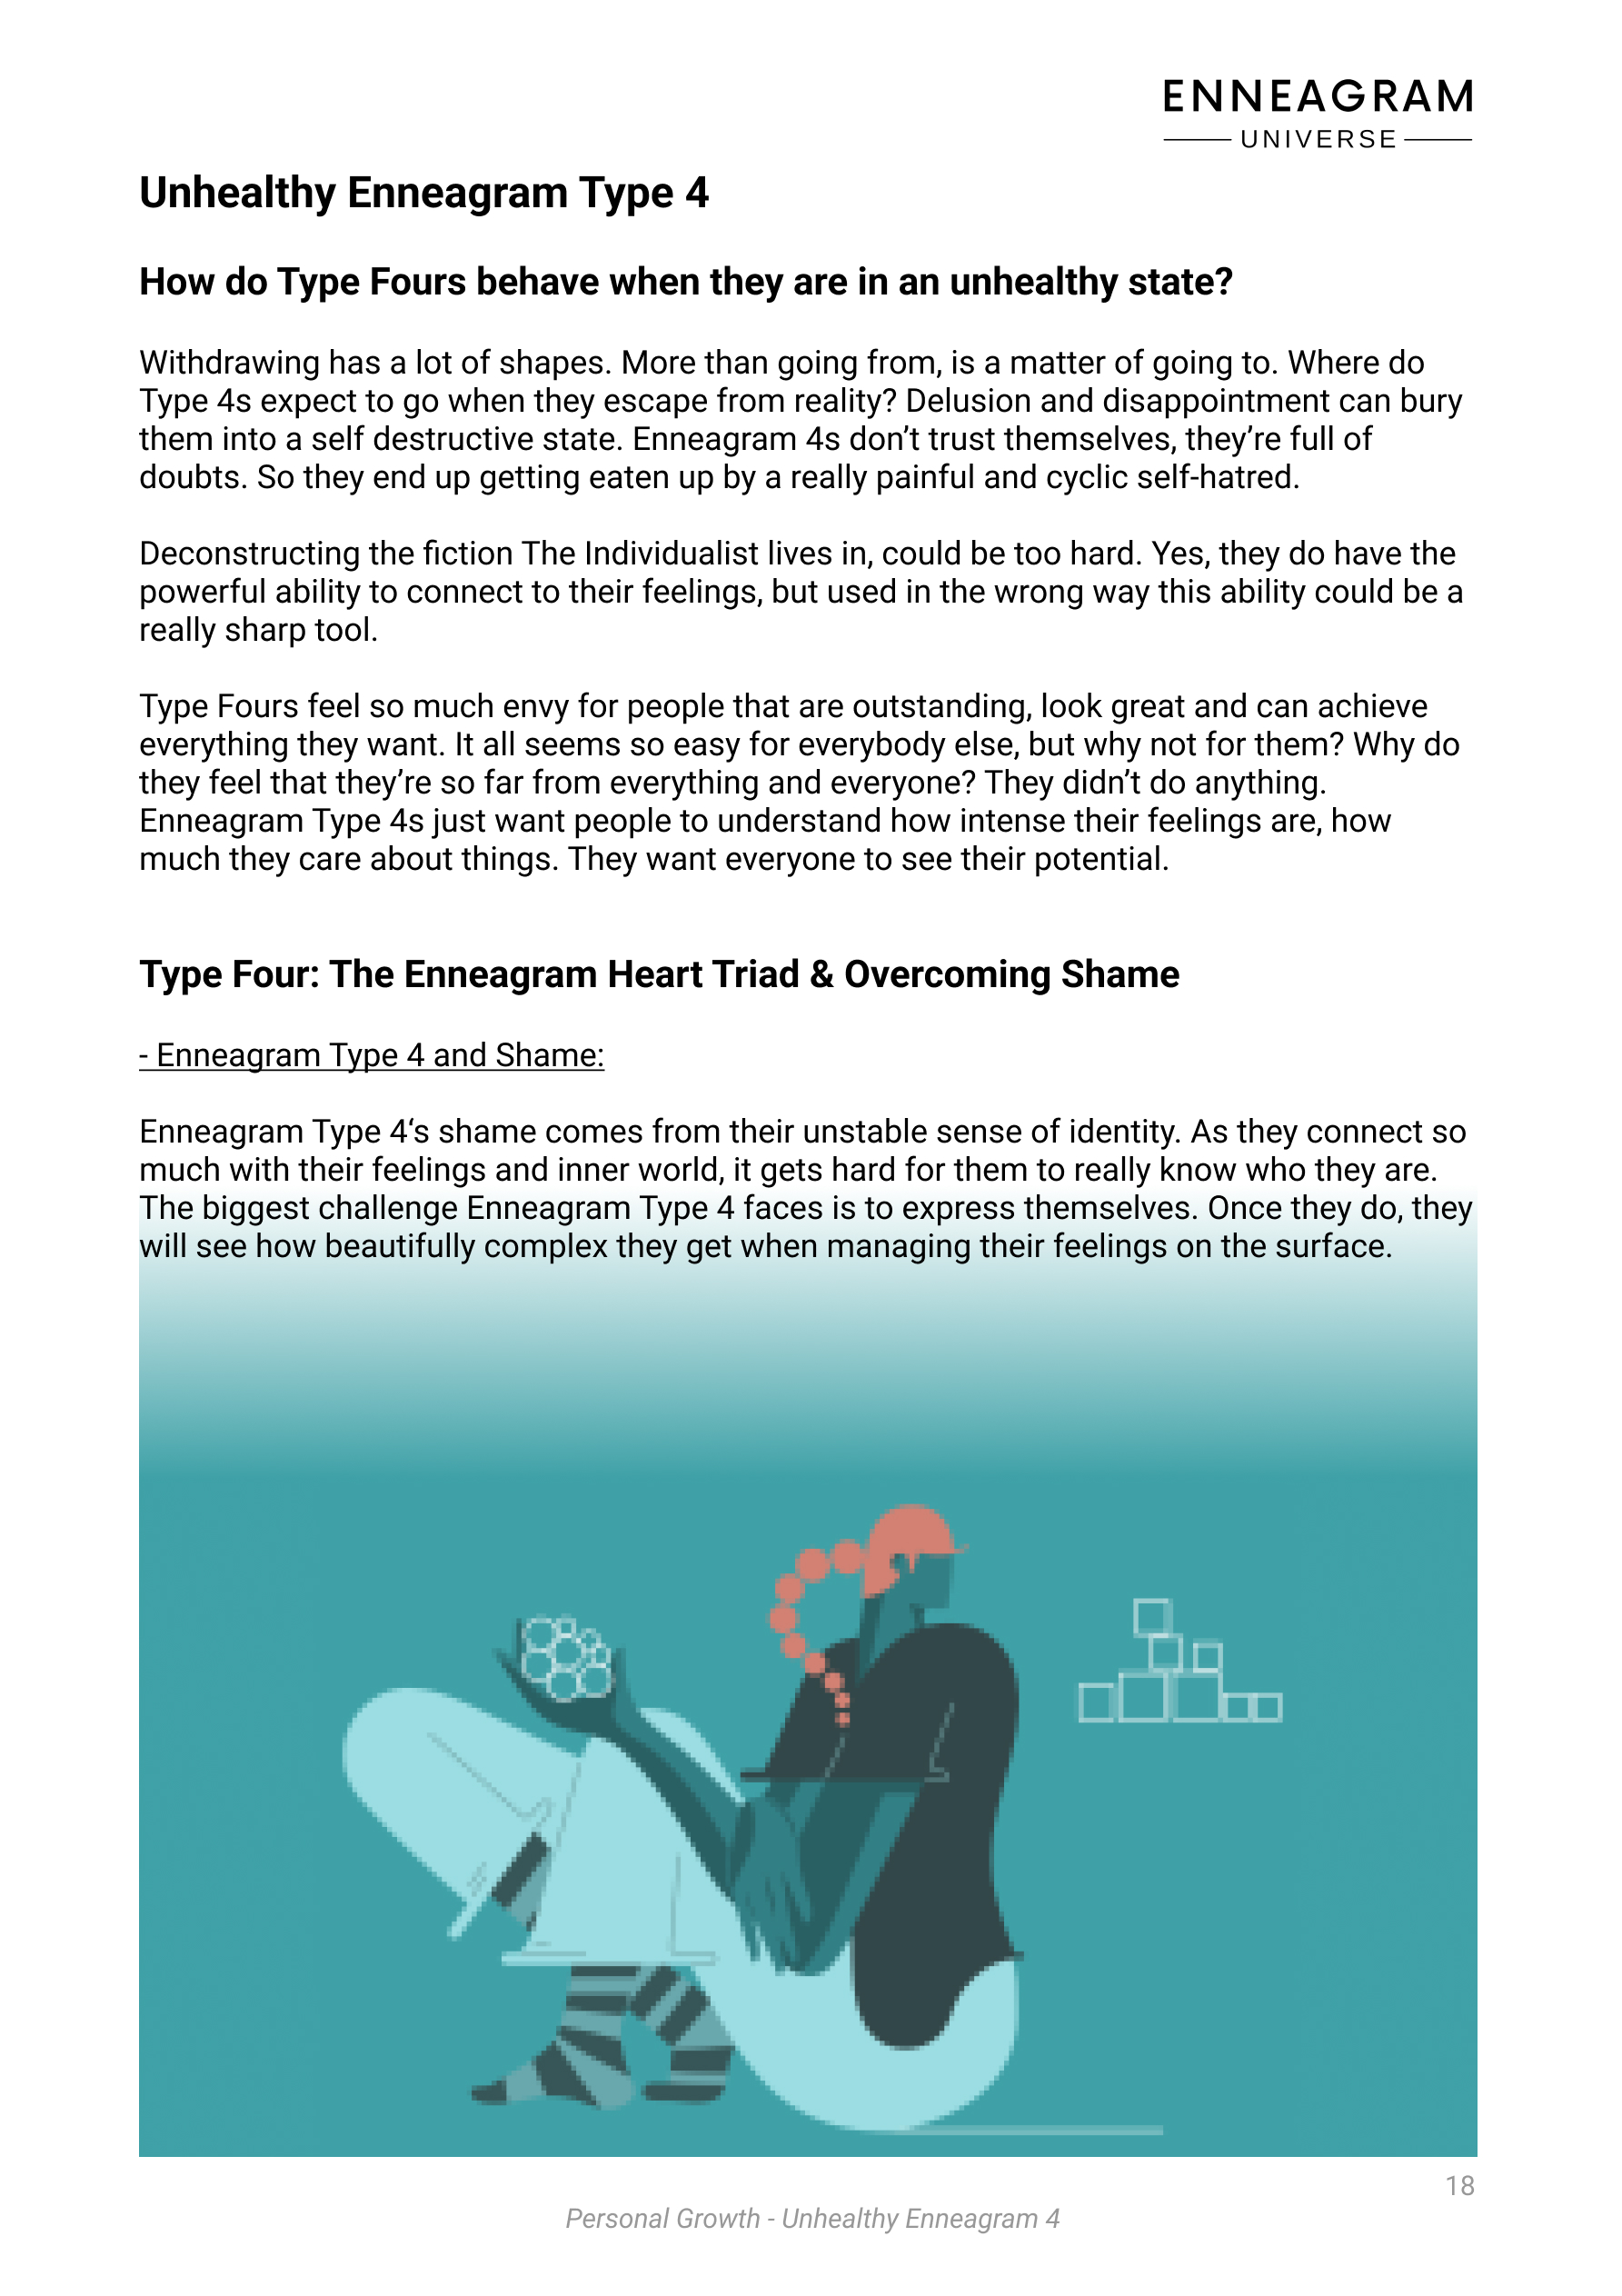 ENNEAGRAM
UNIVERSE
Unhealthy Enneagram Type 4
How do Type Fours behave when they are in an unhealthy state?
Withdrawing has a lot of shapes. More than going from, is a matter of going to. Where do
Type 4s expect to go when they escape from reality? Delusion and disappointment can bury
them into a self destructive state. Enneagram 4s don’t trust themselves, they’re full of
doubts. So they end up getting eaten up by a really painful and cyclic self-hatred.
Deconstructing the fiction The Individualist lives in, could be too hard. Yes, they do have the
powerful ability to connect to their feelings, but used in the wrong way this ability could be a
really sharp tool.
Type Fours feel so much envy for people that are outstanding, look great and can achieve
everything they want. It all seems so easy for everybody else, but why not for them? Why do
they feel that they’re so far from everything and everyone? They didn’t do anything.
Enneagram Type 4s just want people to understand how intense their feelings are, how
much they care about things. They want everyone to see their potential.
Type Four: The Enneagram Heart Triad & Overcoming Shame
- Enneagram Type 4 and Shame:
Enneagram Type 4‘s shame comes from their unstable sense of identity. As they connect so
much with their feelings and inner world, it gets hard for them to really know who they are.
The biggest challenge Enneagram Type 4 faces is to express themselves. Once they do, they
will see how beautifully complex they get when managing their feelings on the surface.
18
Personal Growth - Unhealthy Enneagram 4